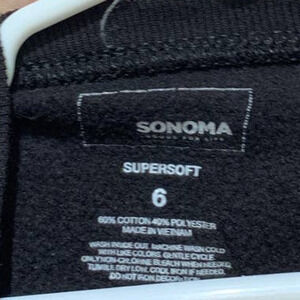 SONOMA
GOODS FOR LIFE
SUPERSOFT
6
60% COTTON 40% POLYESTER
MADE IN VIETNAM
WASH INSIDE OUT. MACHINE WASH COLD
WITH LIKE COLORS. GENTLE CYCLE.
ONLY NON-CHLORINE BLEACH WHEN NEEDED.
TUMBLE DRY LOW. COOL IRON IF NEEDED.
DO NOT IRON DECORATION